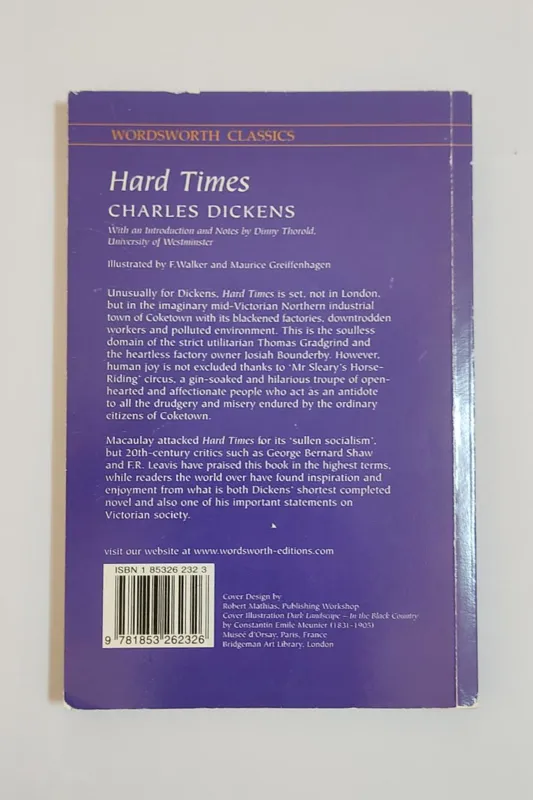 WORDSWORTH CLASSICS
Hard Times
CHARLES DICKENS
With an Introduction and Notes by Dinny Thorold,
University of Westminster
Illustrated by F.Walker and Maurice Greiffenhagen
Unusually for Dickens, Hard Times is set, not in London,
but in the imaginary mid-Victorian Northern industrial
town of Coketown with its blackened factories, downtrodden
workers and polluted environment. This is the soulless
domain of the strict utilitarian Thomas Gradgrind and
the heartless factory owner Josiah Bounderby. However,
human joy is not excluded thanks to 'Mr Sleary's Horse-
Riding' circus, a gin-soaked and hilarious troupe of open-
hearted and affectionate people who act as an antidote
to all the drudgery and misery endured by the ordinary
citizens of Coketown.
Macaulay attacked Hard Times for its 'sullen socialism',
but 20th-century critics such as George Bernard Shaw
and F.R. Leavis have praised this book in the highest terms,
while readers the world over have found inspiration and
enjoyment from what is both Dickens' shortest completed
novel and also one of his important statements on
Victorian society.
visit our website at www.wordsworth-editions.com
ISBN 1 85326 232 3
9 781853 262326
Cover Design by
Robert Mathias, Publishing Workshop
Cover Illustration Dark Landscape – In the Black Country
by Constantin Emile Meunier (1831-1905)
Museé d'Orsay, Paris, France
Bridgeman Art Library, London